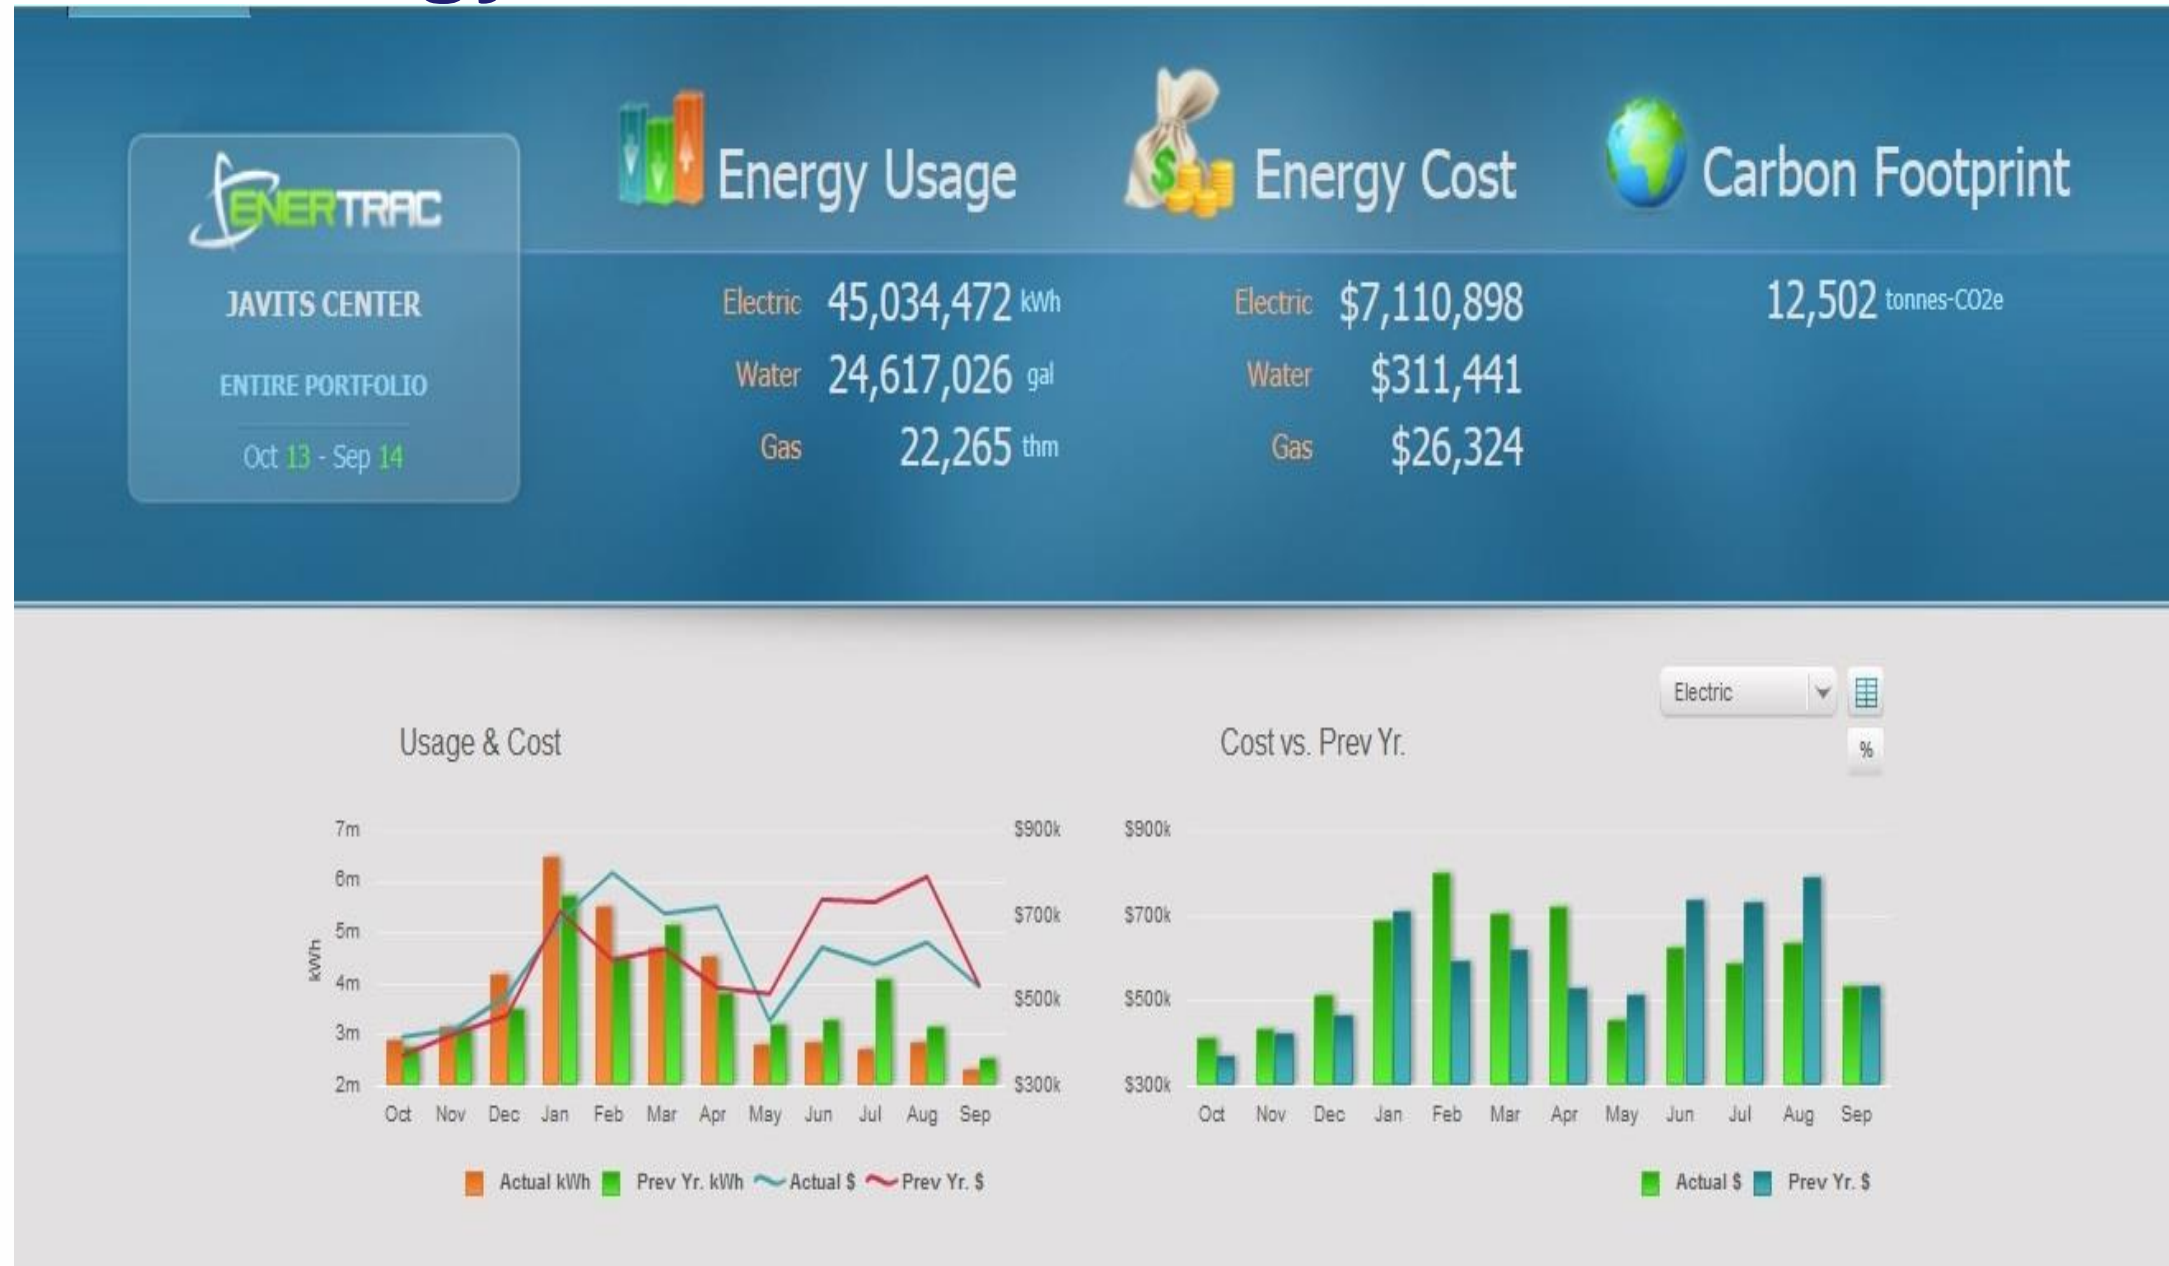 ENERTRAC
JAVITS CENTER
ENTIRE PORTFOLIO
Oct 13 - Sep 14
Energy Usage
Electric 45,034,472 kWh
Water 24,617,026 gal
Gas 22,265 thm
Energy Cost
Electric $7,110,898
Water $311,441
Gas $26,324
Carbon Footprint
12,502 tonnes-CO2e
Electric
%
Usage & Cost
7m
6m
5m
4m
3m
2m
kWh
$900k
$700k
$500k
$300k
Oct Nov Dec Jan Feb Mar Apr May Jun Jul Aug Sep
Actual kWh Prev Yr. kWh Actual $ Prev Yr. $
Cost vs. Prev Yr.
$900k
$700k
$500k
$300k
Oct Nov Dec Jan Feb Mar Apr May Jun Jul Aug Sep
Actual $ Prev Yr. $